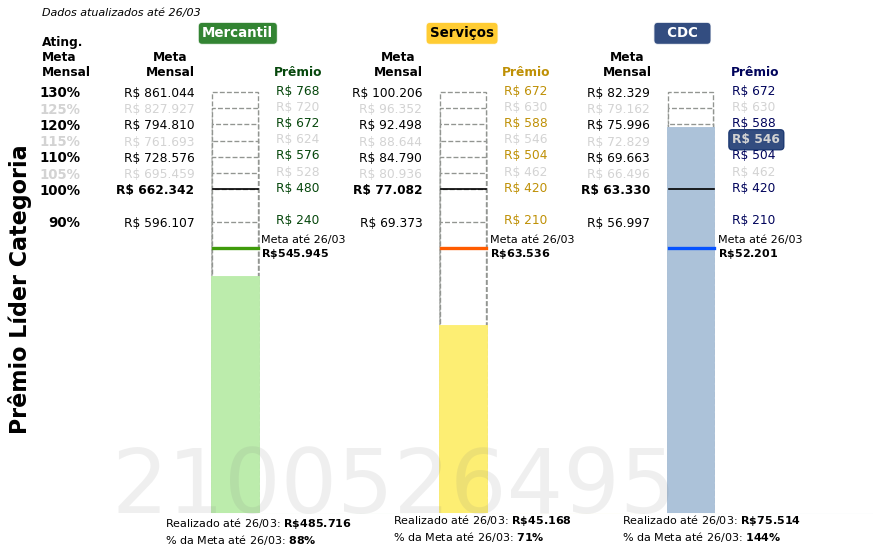 Dados atualizados até 26/03
Mercantil Serviços CDC
Ating. Meta Mensal Meta Mensal Prêmio Meta Mensal Prêmio Meta Mensal Prêmio
130% R$ 861.044 R$ 768 R$ 100.206 R$ 672 R$ 82.329 R$ 672
125% R$ 827.927 R$ 720 R$ 96.352 R$ 630 R$ 79.162 R$ 630
120% R$ 794.810 R$ 672 R$ 92.498 R$ 588 R$ 75.996 R$ 588
115% R$ 761.693 R$ 624 R$ 88.644 R$ 546 R$ 72.829 R$ 546
110% R$ 728.576 R$ 576 R$ 84.790 R$ 504 R$ 69.663 R$ 504
105% R$ 695.459 R$ 528 R$ 80.936 R$ 462 R$ 66.496 R$ 462
100% R$ 662.342 R$ 480 R$ 77.082 R$ 420 R$ 63.330 R$ 420
90% R$ 596.107 R$ 240 R$ 69.373 R$ 210 R$ 56.997 R$ 210
Meta até 26/03 Meta até 26/03 Meta até 26/03
R$545.945 R$63.536 R$52.201
Prêmio Líder Categoria
2100526495
Realizado até 26/03: R$485.716 Realizado até 26/03: R$45.168 Realizado até 26/03: R$75.514
% da Meta até 26/03: 88% % da Meta até 26/03: 71% % da Meta até 26/03: 144%